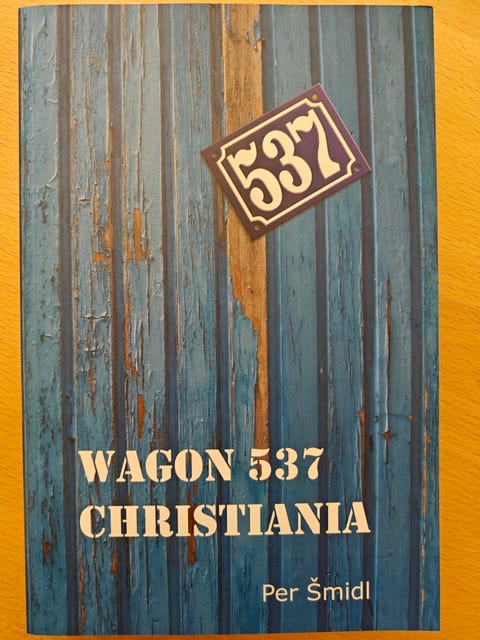 537
WAGON 537
CHRISTIANIA
Per Šmidl